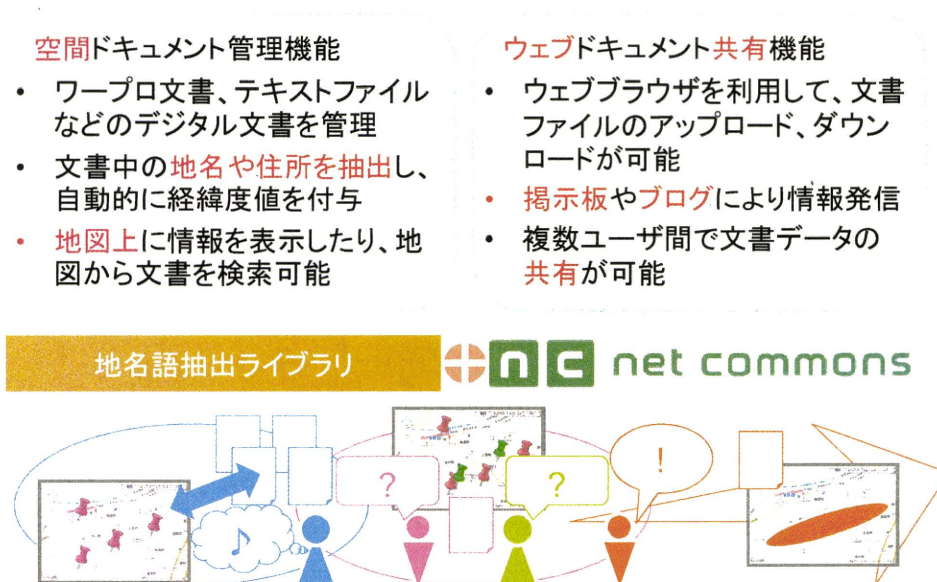 空間ドキュメント管理機能
• ワープロ文書、テキストファイル
などのデジタル文書を管理
• 文書中の地名や住所を抽出し、
自動的に経緯度値を付与
• 地図上に情報を表示したり、地
図から文書を検索可能
ウェブドキュメント共有機能
• ウェブブラウザを利用して、文書
ファイルのアップロード、ダウン
ロードが可能
• 掲示板やブログにより情報発信
• 複数ユーザ間で文書データの
共有が可能
地名語抽出ライブラリ
nc net commons
?
?
!
♪